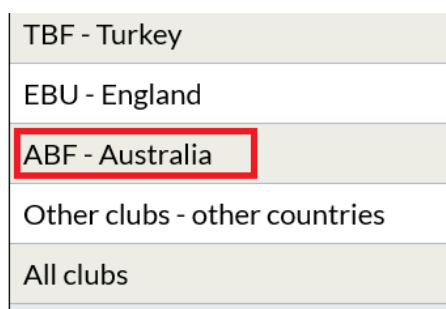 TBF - Turkey
EBU - England
ABF - Australia
Other clubs - other countries
All clubs